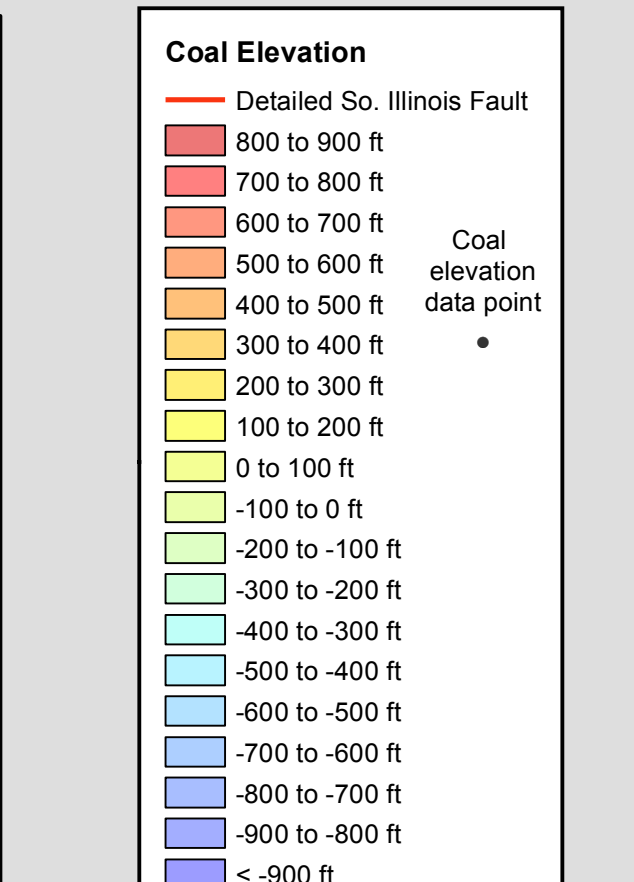 Coal Elevation
Detailed So. Illinois Fault
800 to 900 ft
700 to 800 ft
600 to 700 ft
500 to 600 ft
400 to 500 ft
300 to 400 ft
200 to 300 ft
100 to 200 ft
0 to 100 ft
-100 to 0 ft
-200 to -100 ft
-300 to -200 ft
-400 to -300 ft
-500 to -400 ft
-600 to -500 ft
-700 to -600 ft
-800 to -700 ft
-900 to -800 ft
< -900 ft
Coal
elevation
data point